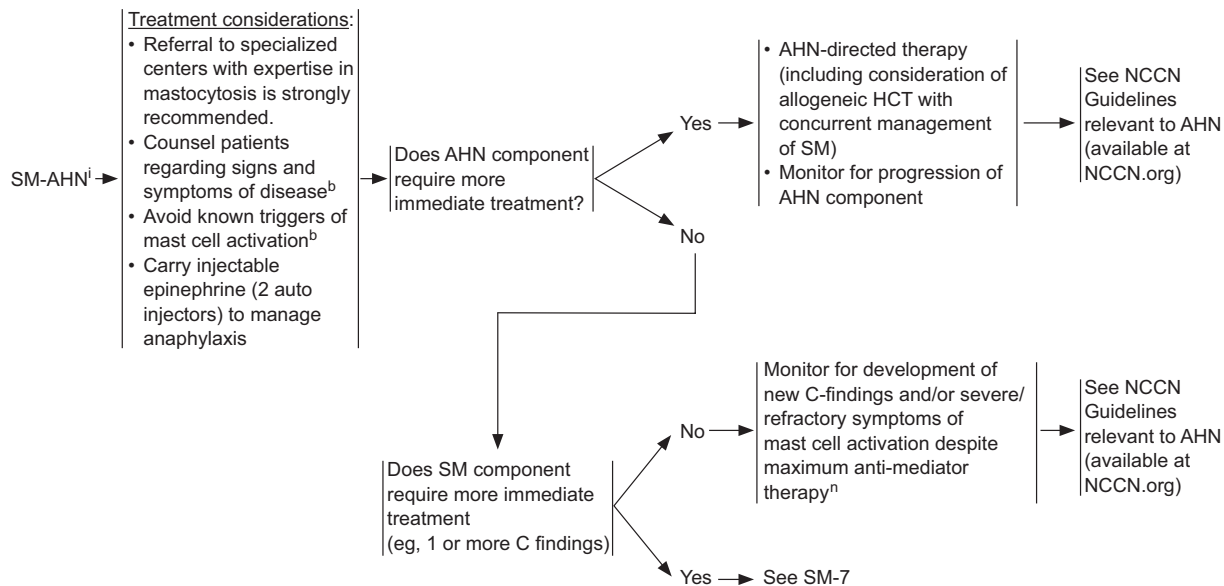 Treatment considerations:
• Referral to specialized
centers with expertise in
mastocytosis is strongly
recommended.
• Counsel patients
regarding signs and
symptoms of disease^b
• Avoid known triggers of
mast cell activation^b
• Carry injectable
epinephrine (2 auto
injectors) to manage
anaphylaxis
SM-AHN^i
Does AHN component
require more
immediate treatment?
Yes
• AHN-directed therapy
(including consideration of
allogeneic HCT with
concurrent management
of SM)
• Monitor for progression of
AHN component
See NCCN
Guidelines
relevant to AHN
(available at
NCCN.org)
No
Does SM component
require more immediate
treatment
(eg, 1 or more C findings)
No
Monitor for development of
new C-findings and/or severe/
refractory symptoms of
mast cell activation despite
maximum anti-mediator
therapy^n
See NCCN
Guidelines
relevant to AHN
(available at
NCCN.org)
Yes
See SM-7